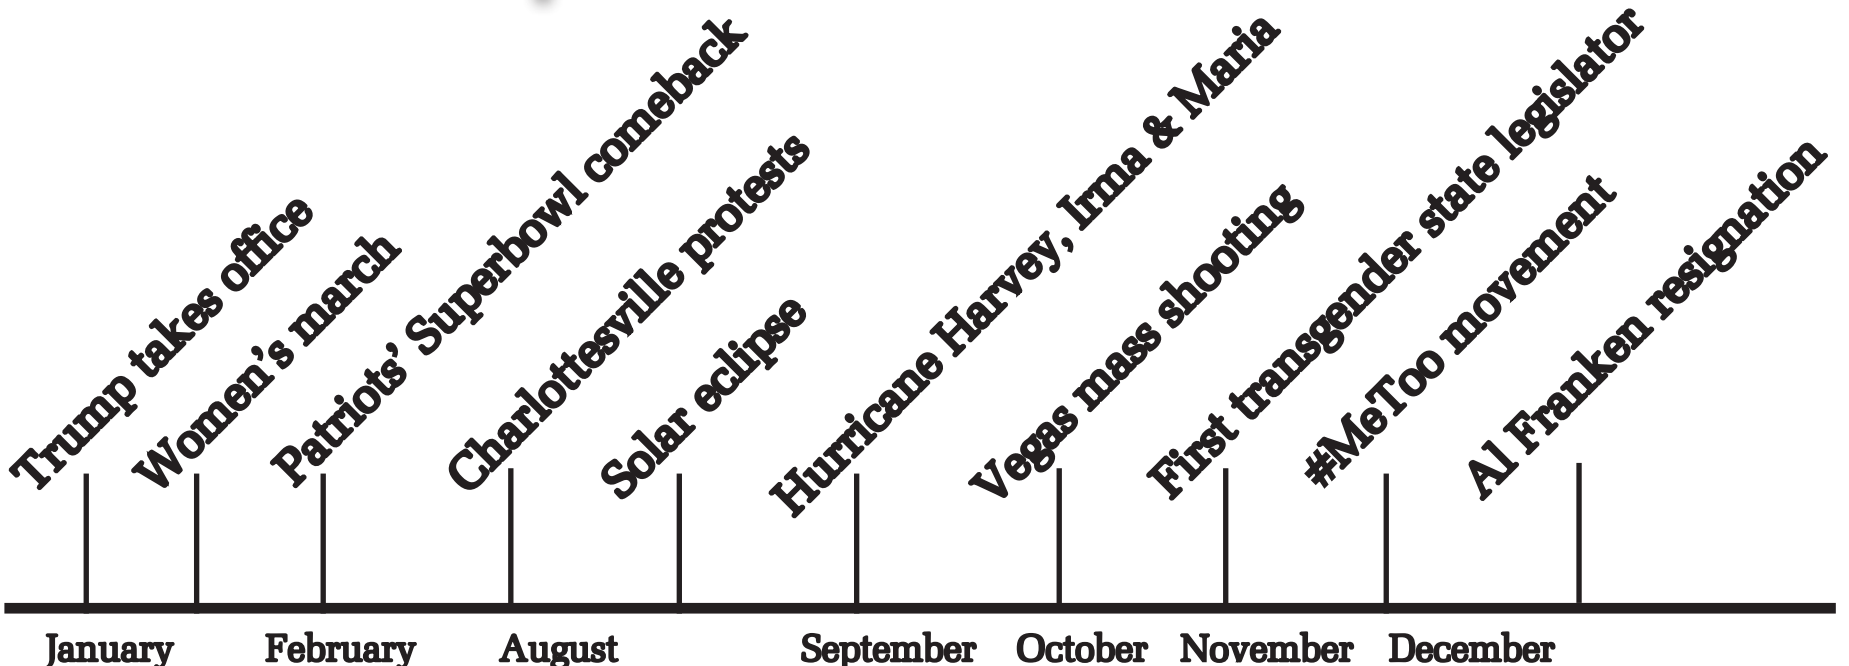 Trump takes office
Women's march
Patriots' Superbowl comeback
Charlottesville protests
Solar eclipse
Hurricane Harvey, Irma & Maria
Vegas mass shooting
First transgender state legislator
#MeToo movement
Al Franken resignation
January
February
August
September
October
November
December